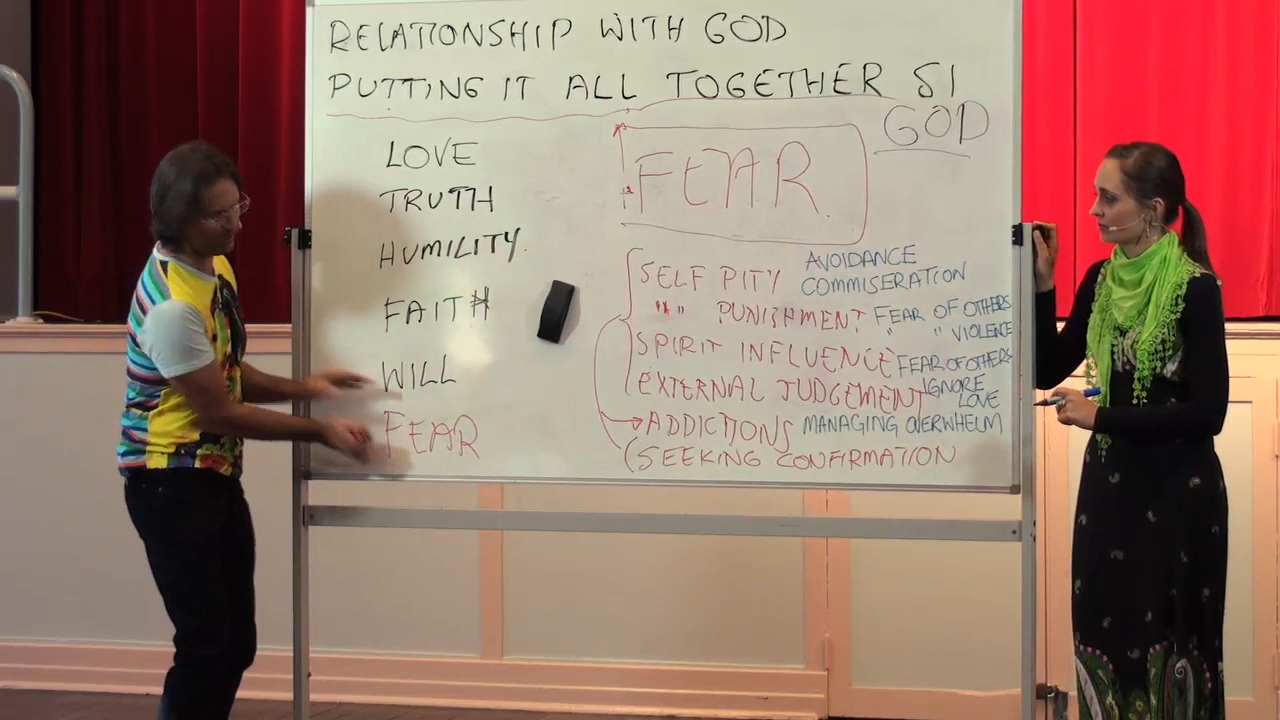 RELATIONSHIP WITH GOD
PUTTING IT ALL TOGETHER S1
GOD
LOVE
TRUTH
HUMILITY.
FAITH
WILL
FEAR
FEAR.
SELF PITY AVOIDANCE COMMISERATION
" " PUNISHMENT FEAR OF OTHERS
" " VIOLENCE
SPIRIT INFLUENCE FEAR OF OTHERS
EXTERNAL JUDGEMENT IGNORE LOVE
ADDICTIONS MANAGING OVERWHELM
SEEKING CONFIRMATION